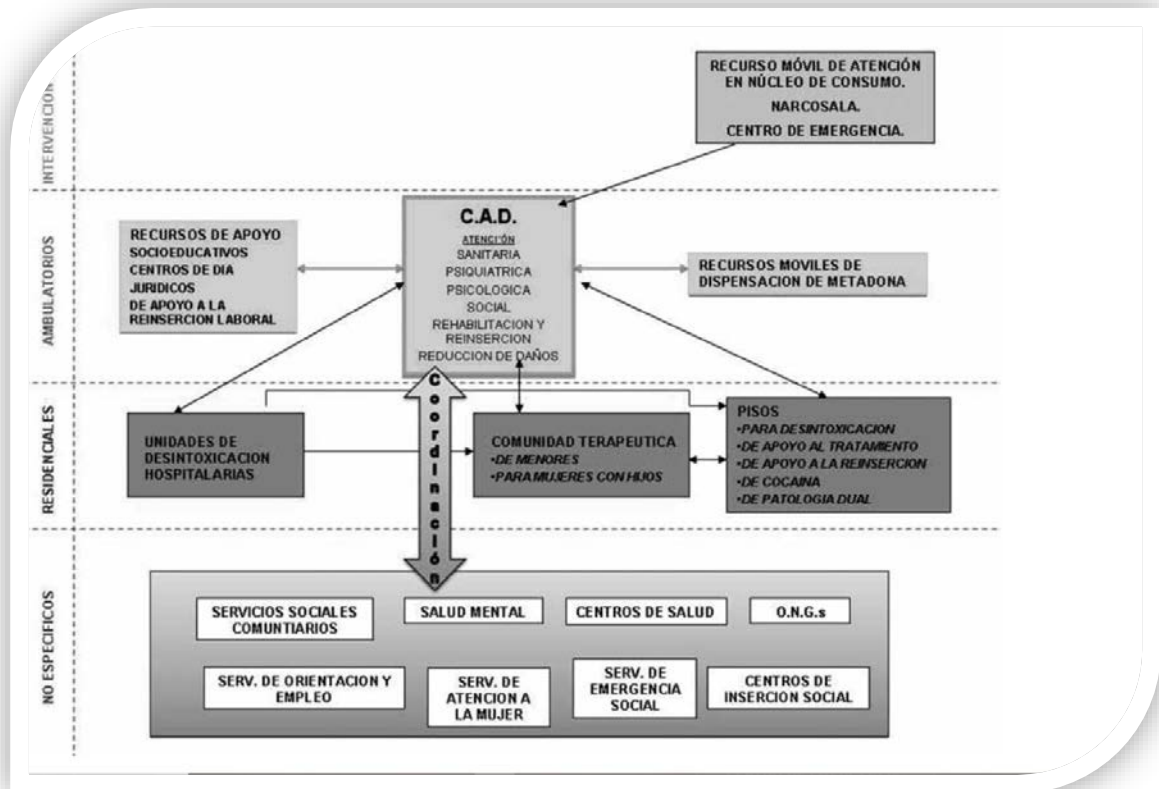 INTERVENCIÓN
RECURSO MÓVIL DE ATENCIÓN
EN NÚCLEO DE CONSUMO.
NARCOSALA.
CENTRO DE EMERGENCIA.
AMBULATORIOS
RECURSOS DE APOYO
SOCIOEDUCATIVOS
CENTROS DE DIA
JURIDICOS
DE APOYO A LA
REINSERCION LABORAL
C.A.D.
ATENCIÓN
SANITARIA
PSIQUIATRICA
PSICOLOGICA
SOCIAL
REHABILITACION Y
REINSERCION
REDUCCION DE DAÑOS
RECURSOS MOVILES DE
DISPENSACION DE METADONA
Coordinación
RESIDENCIALES
UNIDADES DE
DESINTOXICACION
HOSPITALARIAS
COMUNIDAD TERAPEUTICA
•DE MENORES
•PARA MUJERES CON HIJOS
PISOS
•PARA DESINTOXICACION
•DE APOYO AL TRATAMIENTO
•DE APOYO A LA REINSERCION
•DE COCAINA
•DE PATOLOGIA DUAL
NO ESPECIFICOS
SERVICIOS SOCIALES
COMUNTIARIOS
SALUD MENTAL
CENTROS DE SALUD
O.N.G.s
SERV. DE ORIENTACION Y
EMPLEO
SERV. DE
ATENCION A
LA MUJER
SERV. DE
EMERGENCIA
SOCIAL
CENTROS DE
INSERCION SOCIAL